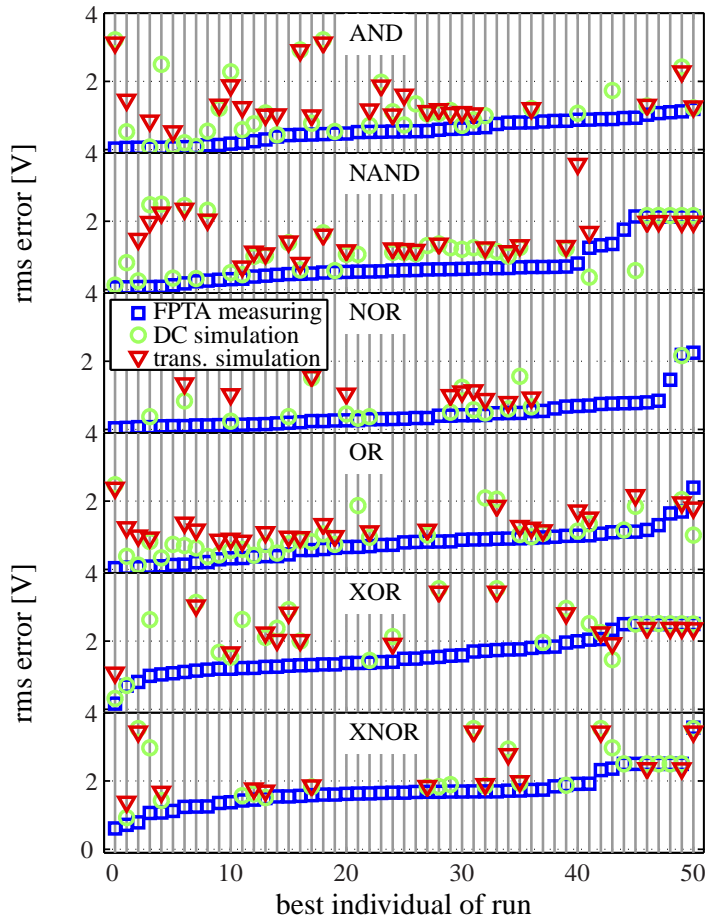 4
AND
2
4
NAND
2
rms error [V]
4
NOR
FPTA measuring
DC simulation
trans. simulation
2
4
OR
2
4
XOR
2
rms error [V]
4
XNOR
2
0
0 10 20 30 40 50
best individual of run